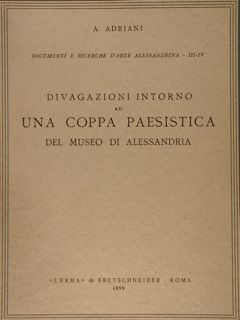 A. ADRIANI
DOCUMENTI E RICERCHE D'ARTE ALESSANDRINA - III-IV
DIVAGAZIONI INTORNO
AD
UNA COPPA PAESISTICA
DEL MUSEO DI ALESSANDRIA
«L'ERMA» di BRETSCHNEIDER - ROMA
1959